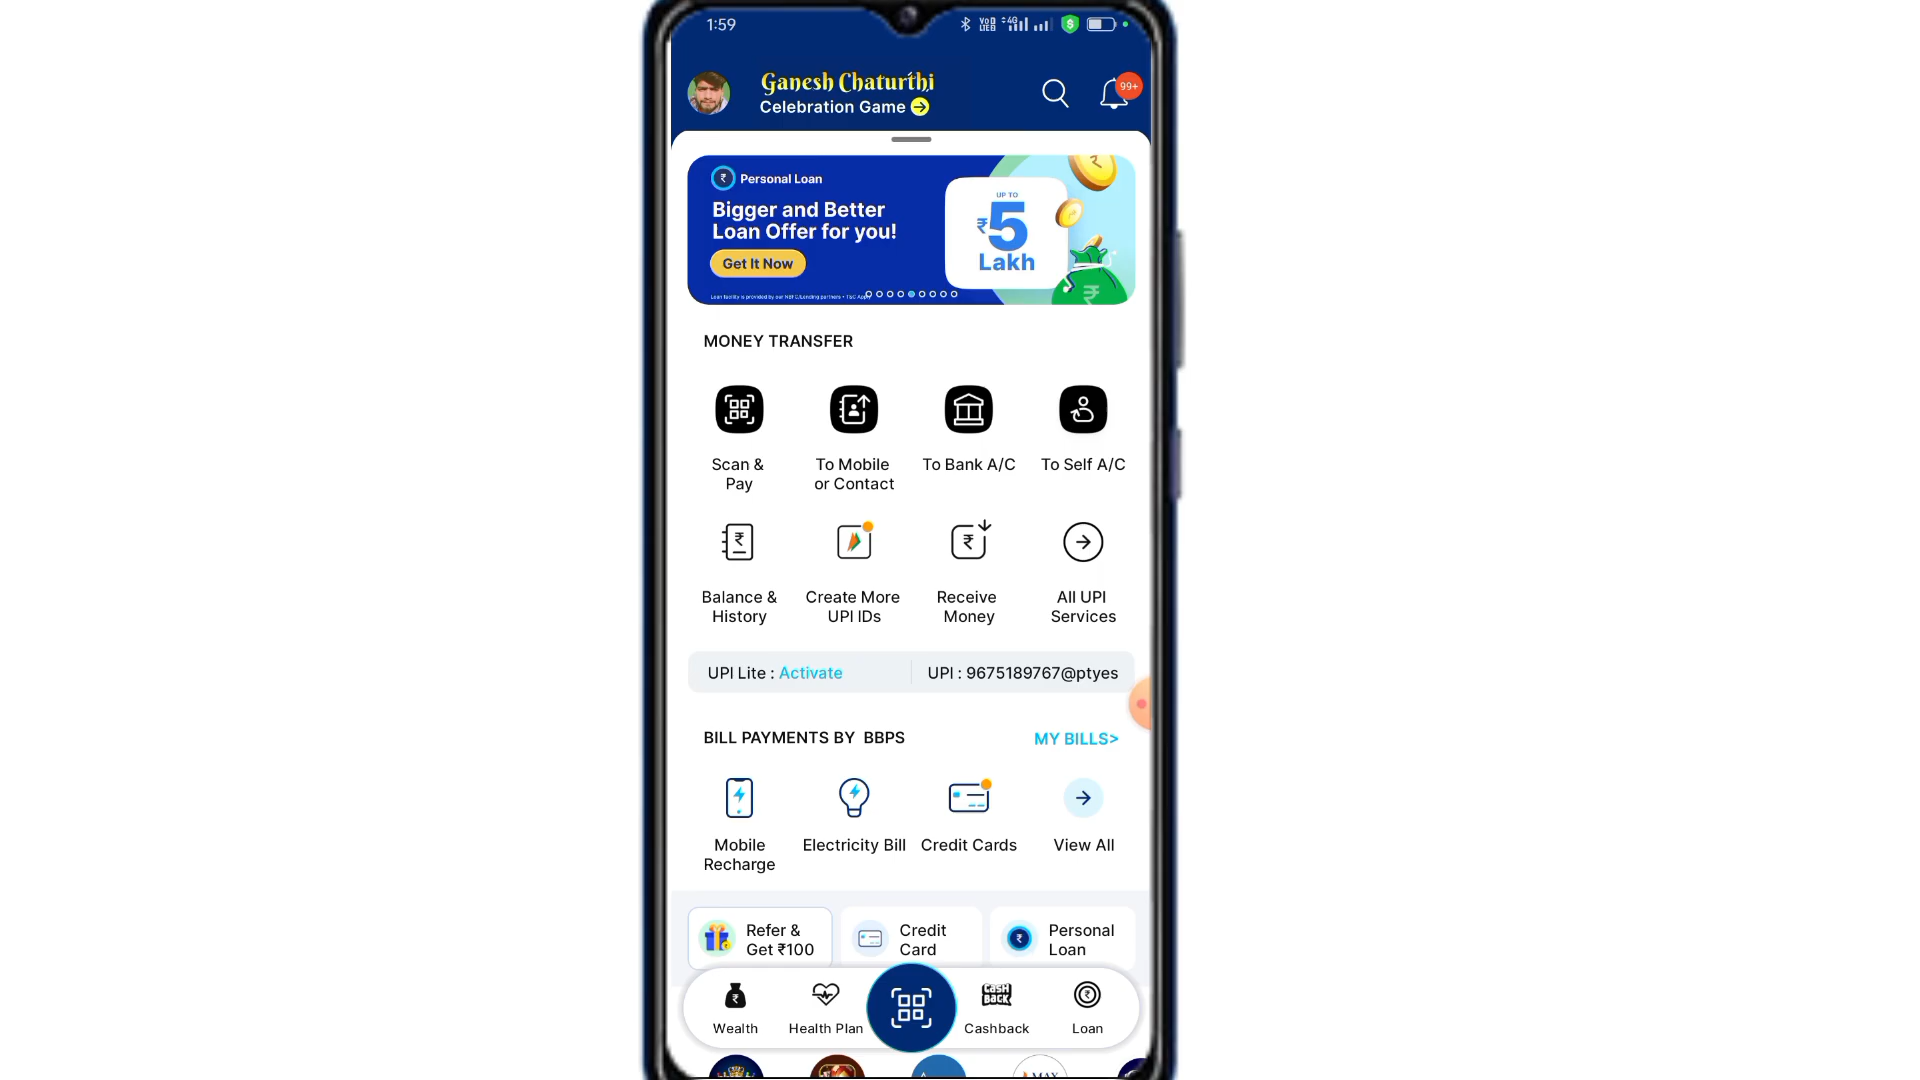 1:59
4G
99+
Ganesh Chaturthi
Celebration Game
Personal Loan
Bigger and Better
Loan Offer for you!
Get It Now
UP TO
₹5
Lakh
MONEY TRANSFER
Scan & Pay
To Mobile or Contact
To Bank A/C
To Self A/C
Balance & History
Create More UPI IDs
Receive Money
All UPI Services
UPI Lite : Activate
UPI : 9675189767@ptyes
BILL PAYMENTS BY BBPS
MY BILLS>
Mobile Recharge
Electricity Bill
Credit Cards
View All
Refer & Get ₹100
Credit Card
Personal Loan
Wealth
Health Plan
CASH BACK
Cashback
Loan
MAX